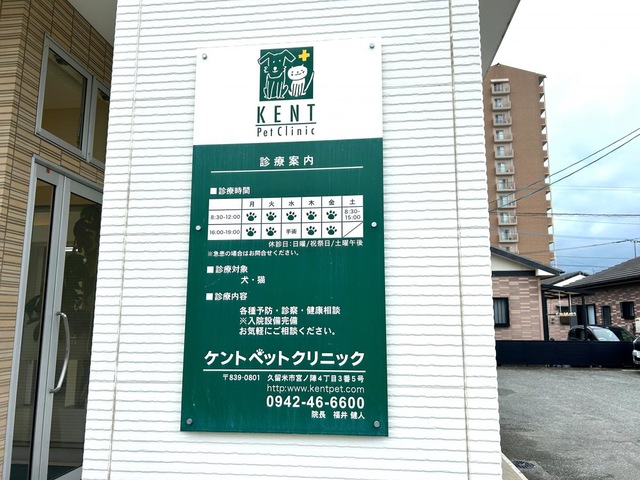 KENT
Pet Clinic
診療案内
■診療時間
月 火 水 木 金 土
8:30-12:00 8:30-15:00
16:00-19:00 手術
休診日:日曜/祝祭日/土曜午後
※急患の場合はお問合せください。
■診療対象
犬・猫
■診療内容
各種予防・診察・健康相談
※入院設備完備
お気軽にご相談ください。
ケントペットクリニック
〒839-0801 久留米市宮ノ陣4丁目3番5号
http:www.kentpet.com
0942-46-6600
院長 福井 健人